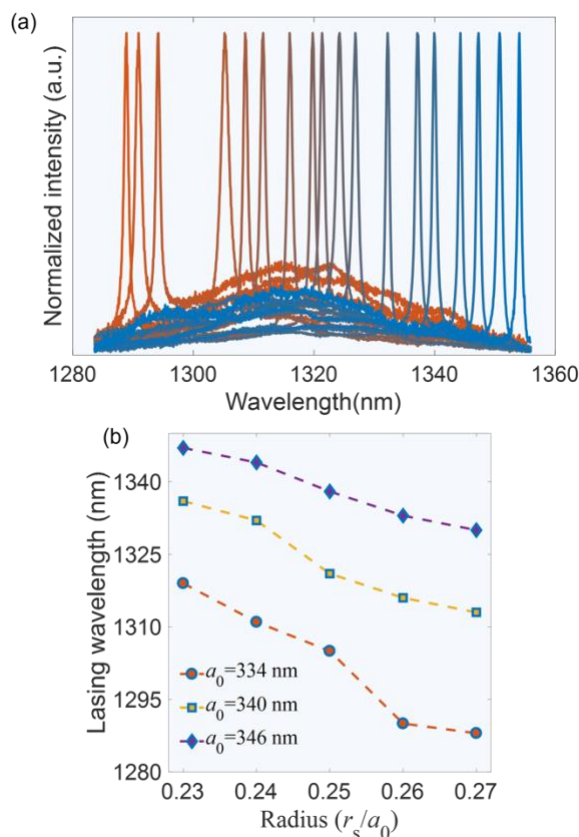 (a)
Normalized intensity (a.u.)
1280 1300 1320 1340 1360
Wavelength(nm)
(b)
Lasing wavelength (nm)
1340
1325
1310
1295
1280
a₀=334 nm
a₀=340 nm
a₀=346 nm
0.23 0.24 0.25 0.26 0.27
Radius (rₛ/a₀)